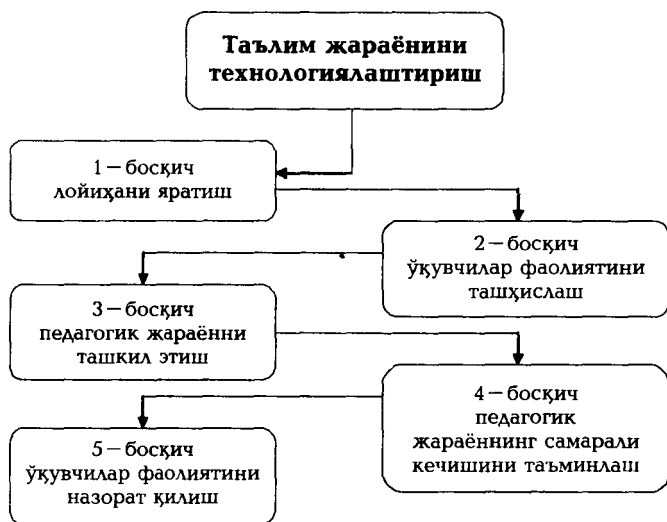 Таълим жараёнини
технологиялаштириш
1 – босқич
лойиҳани яратиш
2 – босқич
ўқувчилар фаолиятини
ташҳислаш
3 – босқич
педагогик жараённи
ташкил этиш
4 – босқич
педагогик
жараённинг самарали
кечишини таъминлаш
5 – босқич
ўқувчилар фаолиятини
назорат қилиш